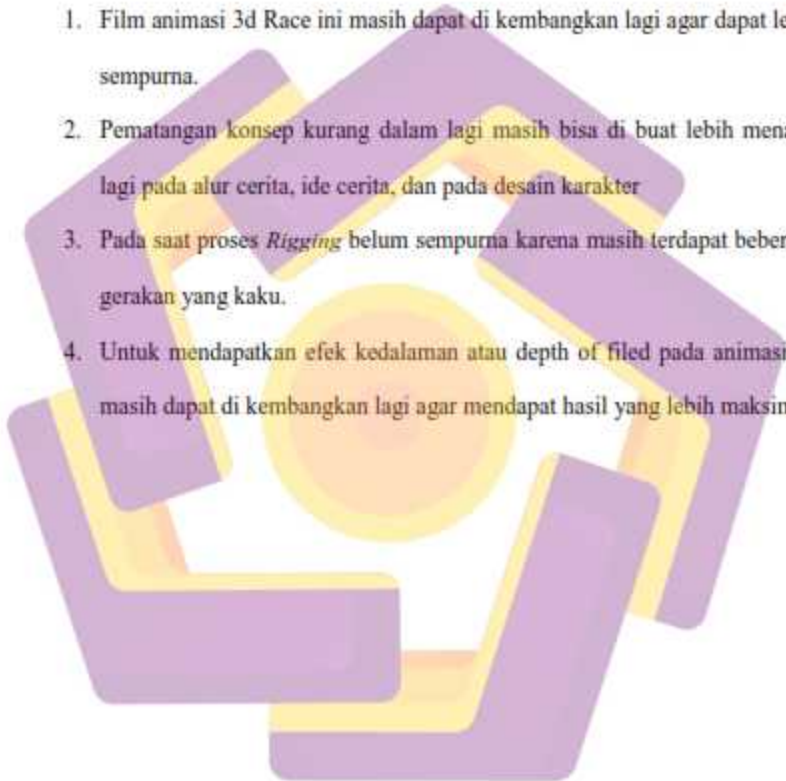 1. Film animasi 3d Race ini masih dapat di kembangkan lagi agar dapat le
sempurna.
2. Pematangan konsep kurang dalam lagi masih bisa di buat lebih mena
lagi pada alur cerita, ide cerita, dan pada desain karakter
3. Pada saat proses Rigging belum sempurna karena masih terdapat beber
gerakan yang kaku.
4. Untuk mendapatkan efek kedalaman atau depth of filed pada animasi
masih dapat di kembangkan lagi agar mendapat hasil yang lebih maksin